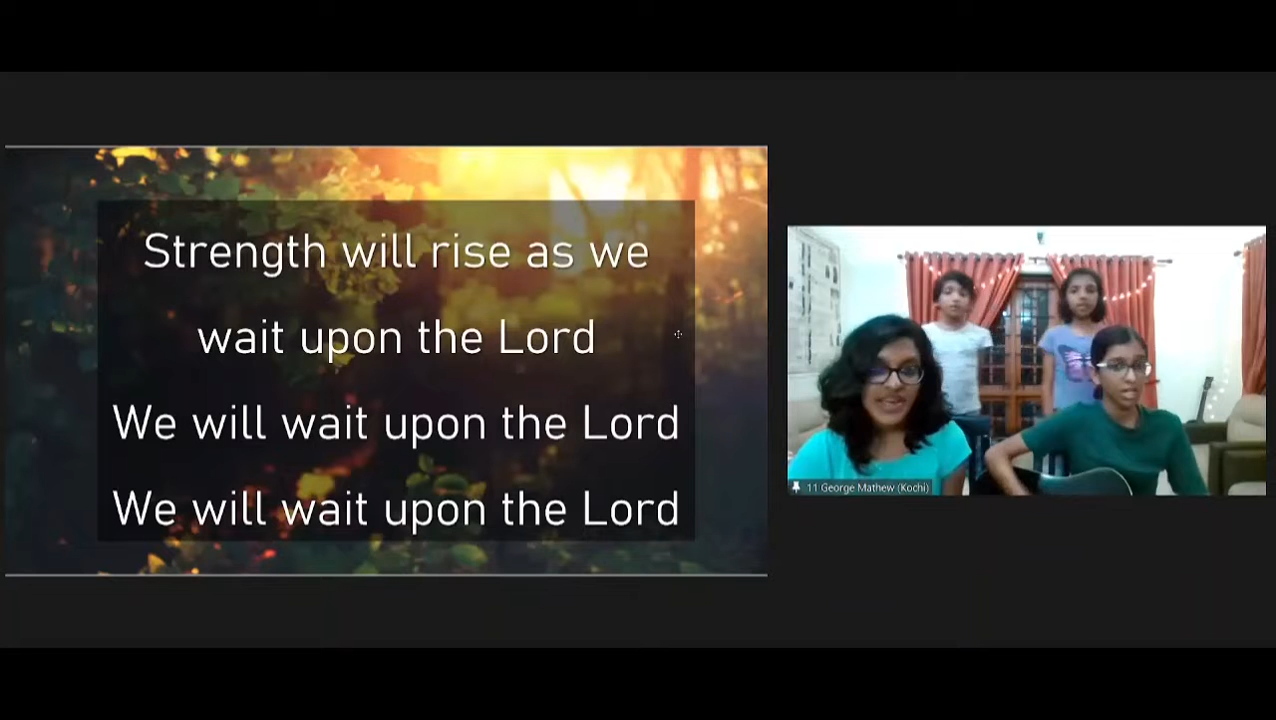 Strength will rise as we
wait upon the Lord
We will wait upon the Lord
We will wait upon the Lord
11 George Mathew (Kochi)